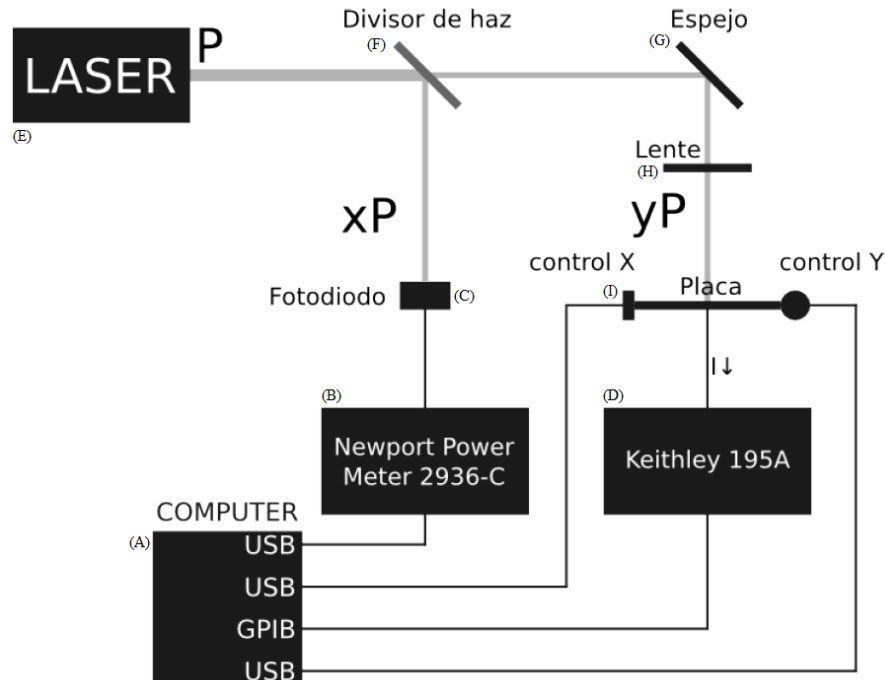 Divisor de haz
(F)
Espejo
(G)
LASER
P
(E)
Lente
(H)
xP
yP
control X
control Y
Fotodiodo
(C)
(I)
Placa
I↓
(B)
(D)
Newport Power
Meter 2936-C
Keithley 195A
COMPUTER
(A)
USB
USB
GPIB
USB